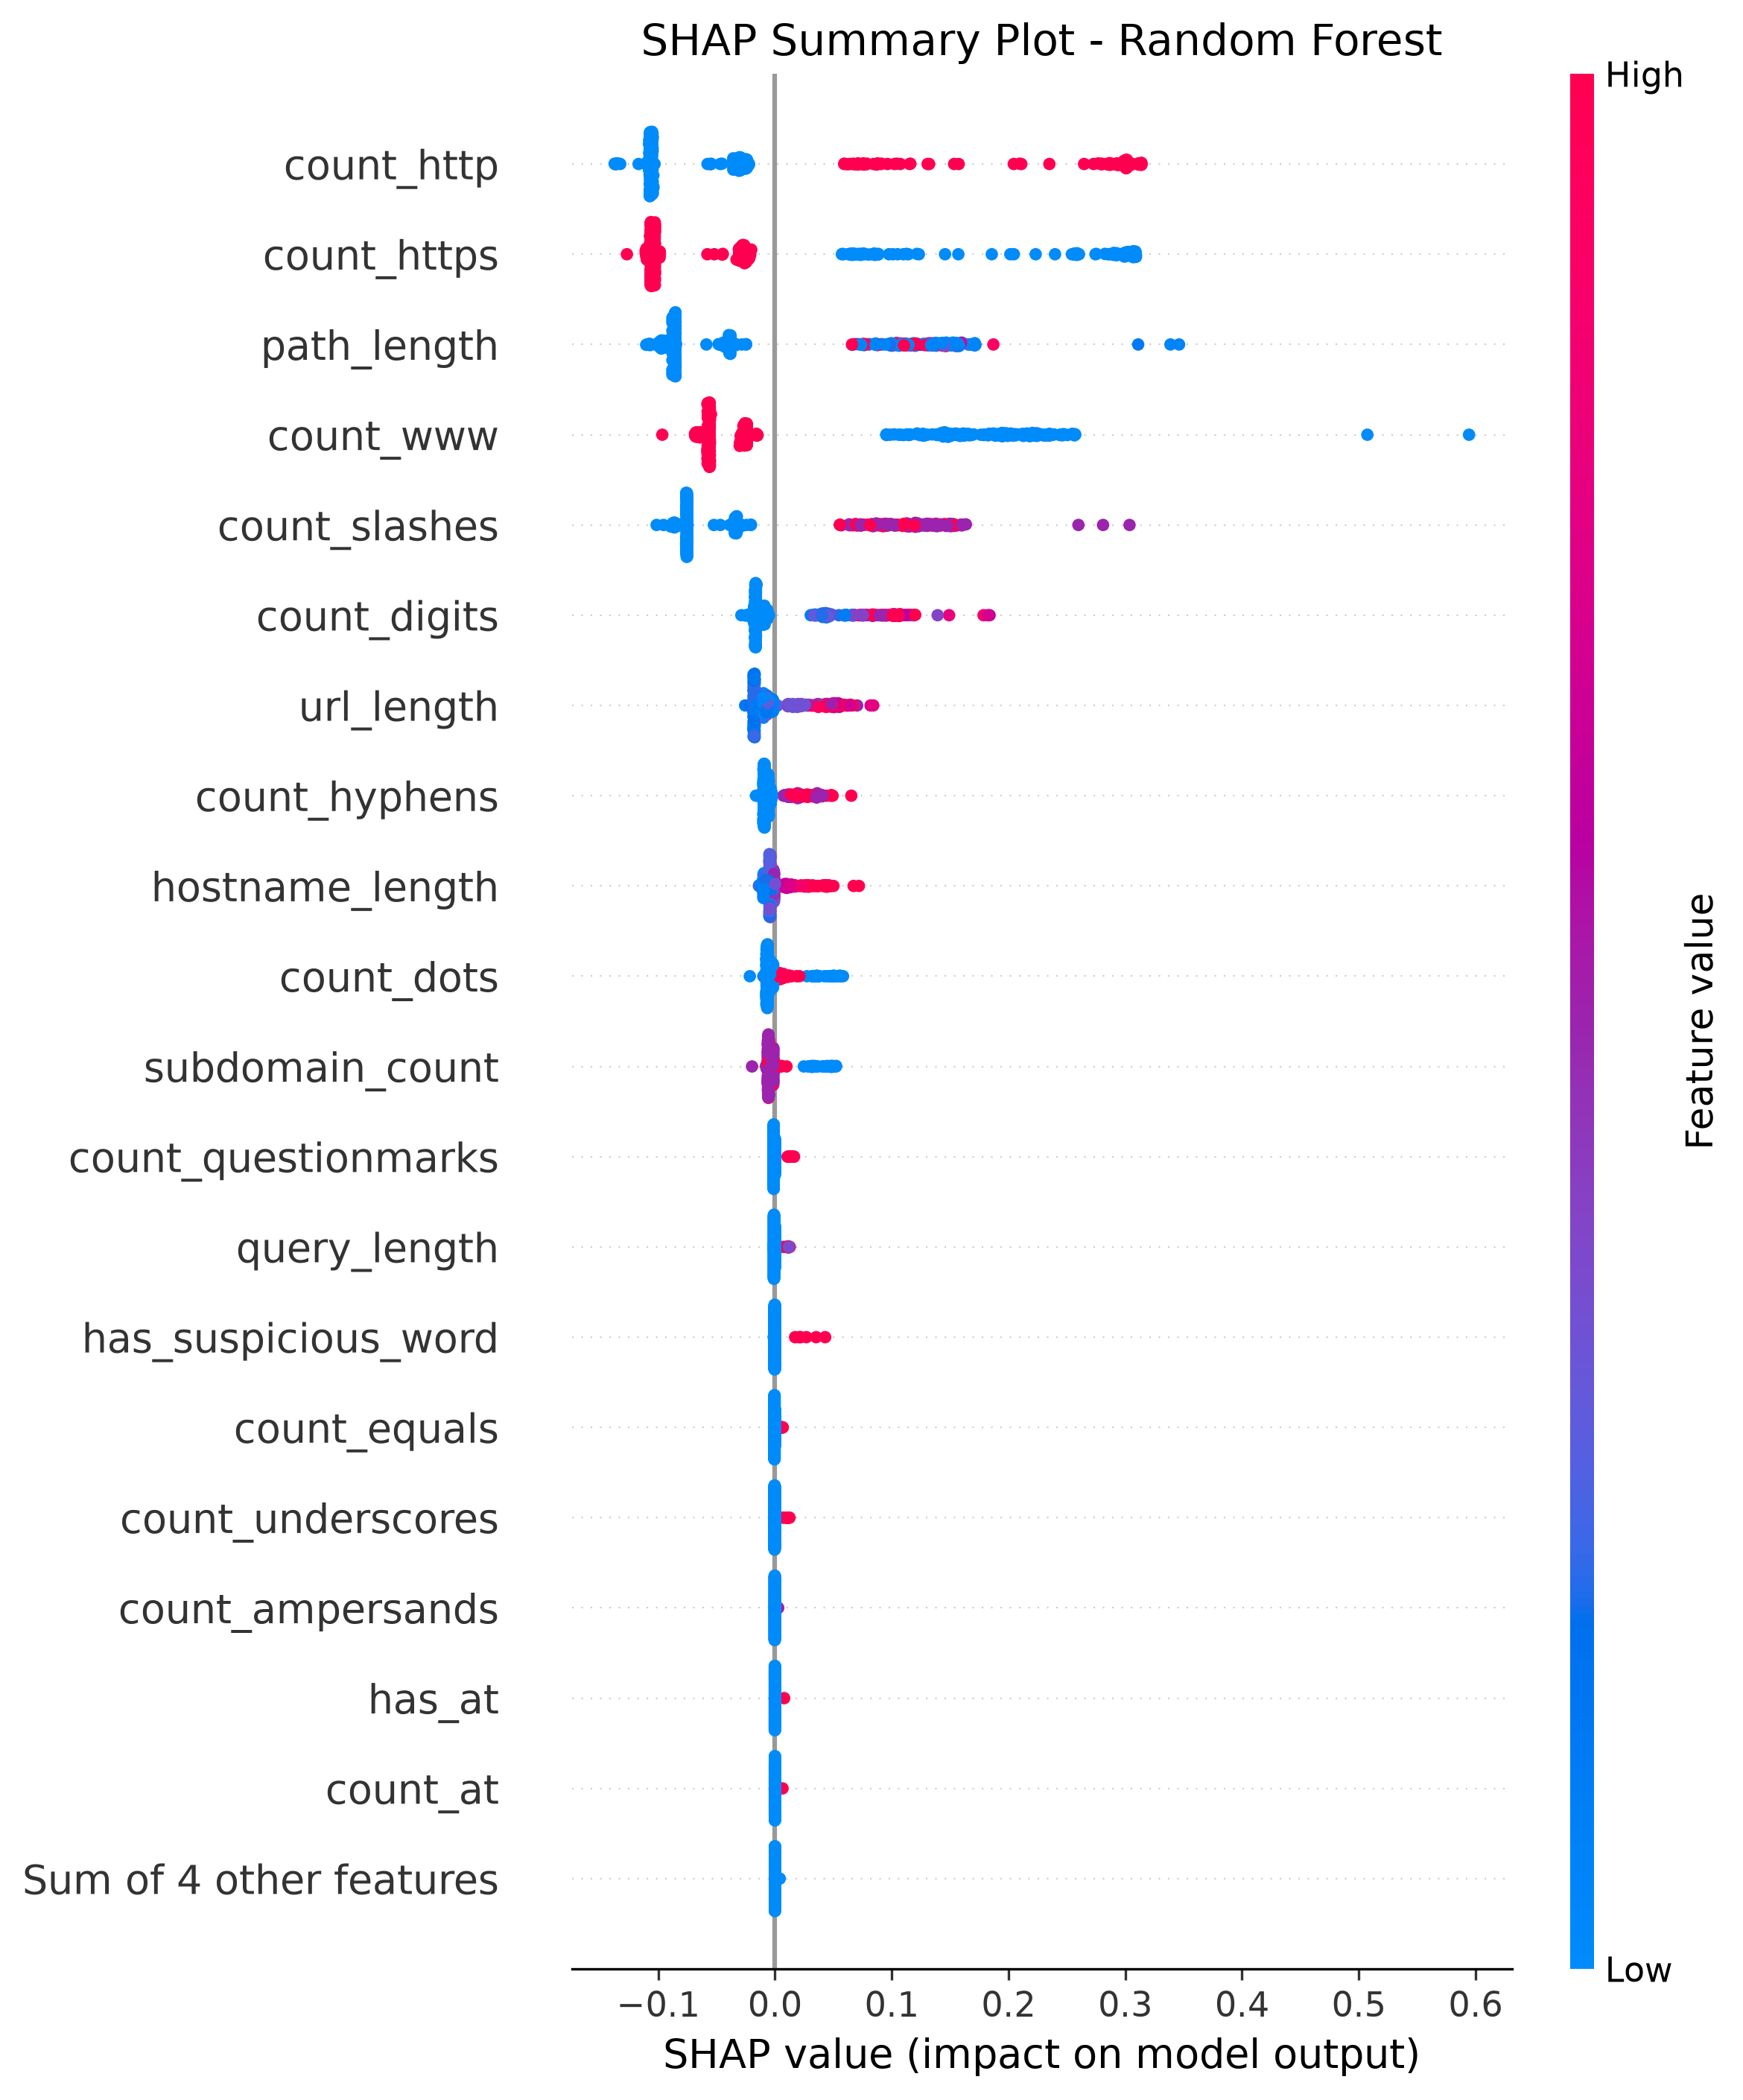 SHAP Summary Plot - Random Forest
High
count_http
count_https
path_length
count_www
count_slashes
count_digits
url_length
count_hyphens
hostname_length
count_dots
subdomain_count
count_questionmarks
query_length
has_suspicious_word
count_equals
count_underscores
count_ampersands
has_at
count_at
Sum of 4 other features
Feature value
Low
−0.1 0.0 0.1 0.2 0.3 0.4 0.5 0.6
SHAP value (impact on model output)